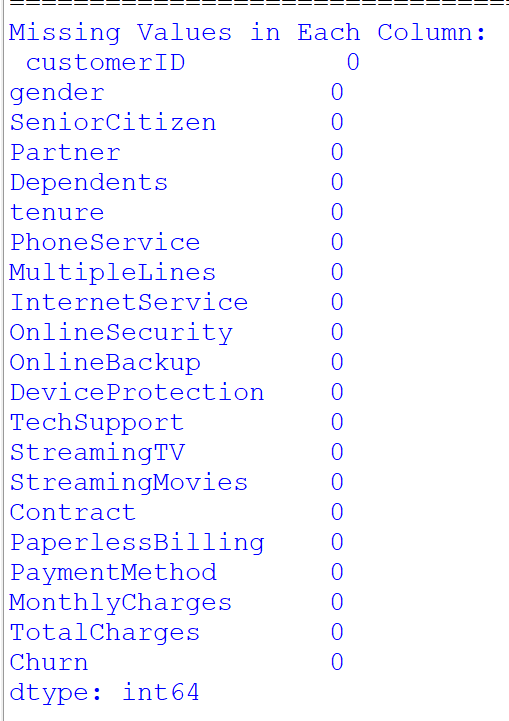 ==================================
Missing Values in Each Column:
 customerID          0
gender              0
SeniorCitizen       0
Partner             0
Dependents          0
tenure              0
PhoneService        0
MultipleLines       0
InternetService     0
OnlineSecurity      0
OnlineBackup        0
DeviceProtection    0
TechSupport         0
StreamingTV         0
StreamingMovies     0
Contract            0
PaperlessBilling    0
PaymentMethod       0
MonthlyCharges      0
TotalCharges        0
Churn               0
dtype: int64